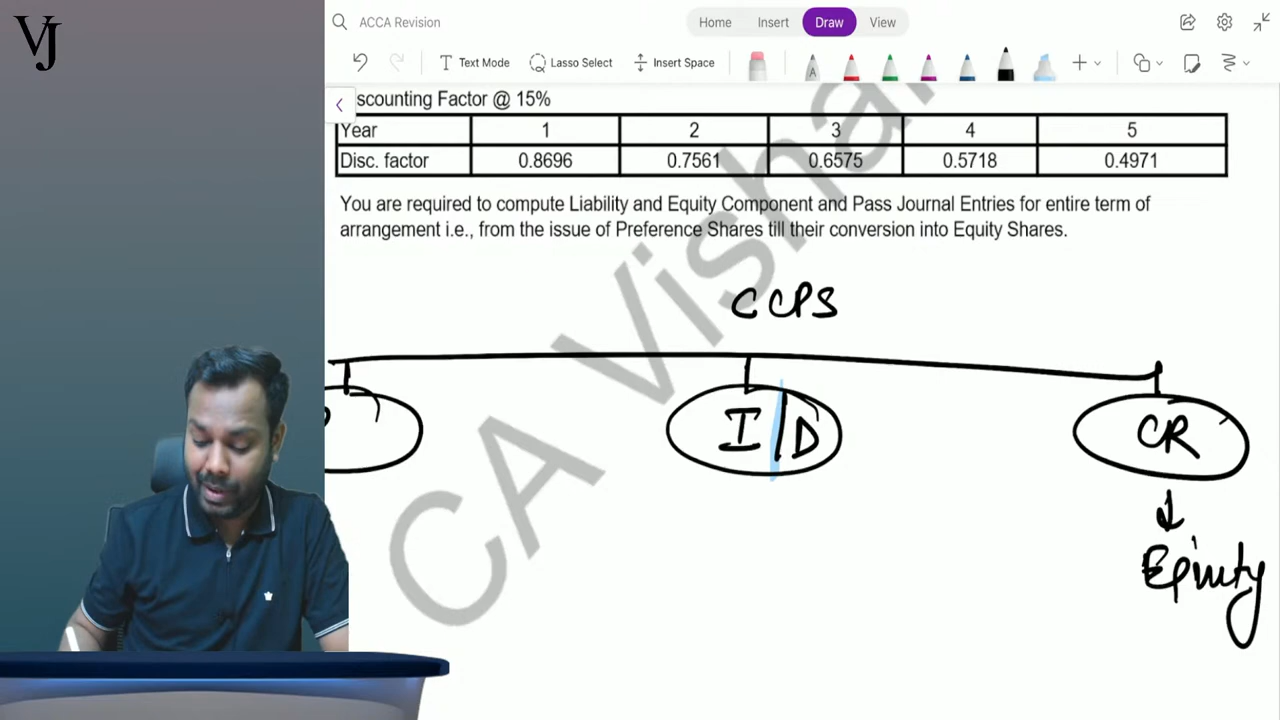 VJ
ACCA Revision
Home Insert Draw View
Text Mode Lasso Select Insert Space
scounting Factor @ 15%
Year 1 2 3 4 5
Disc. factor 0.8696 0.7561 0.6575 0.5718 0.4971
You are required to compute Liability and Equity Component and Pass Journal Entries for entire term of
arrangement i.e., from the issue of Preference Shares till their conversion into Equity Shares.
CA Vishal
CCPS
I/D
CR
Equity